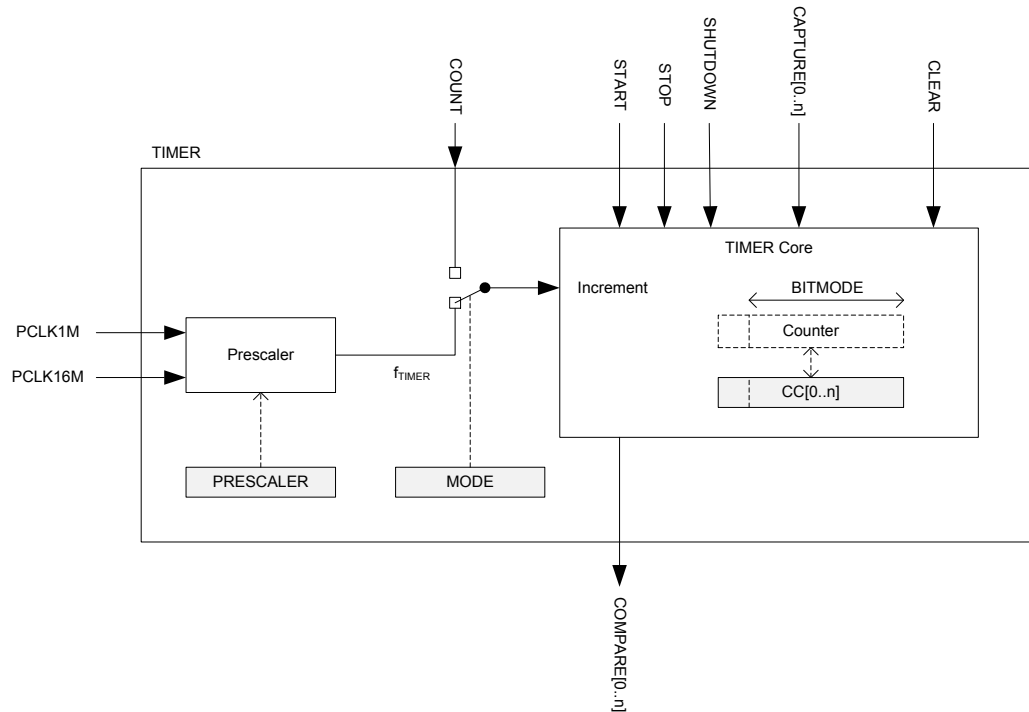 COUNT
START
STOP
SHUTDOWN
CAPTURE[0..n]
CLEAR
TIMER
TIMER Core
Increment
BITMODE
Counter
CC[0..n]
PCLK1M
PCLK16M
Prescaler
fTIMER
PRESCALER
MODE
COMPARE[0..n]